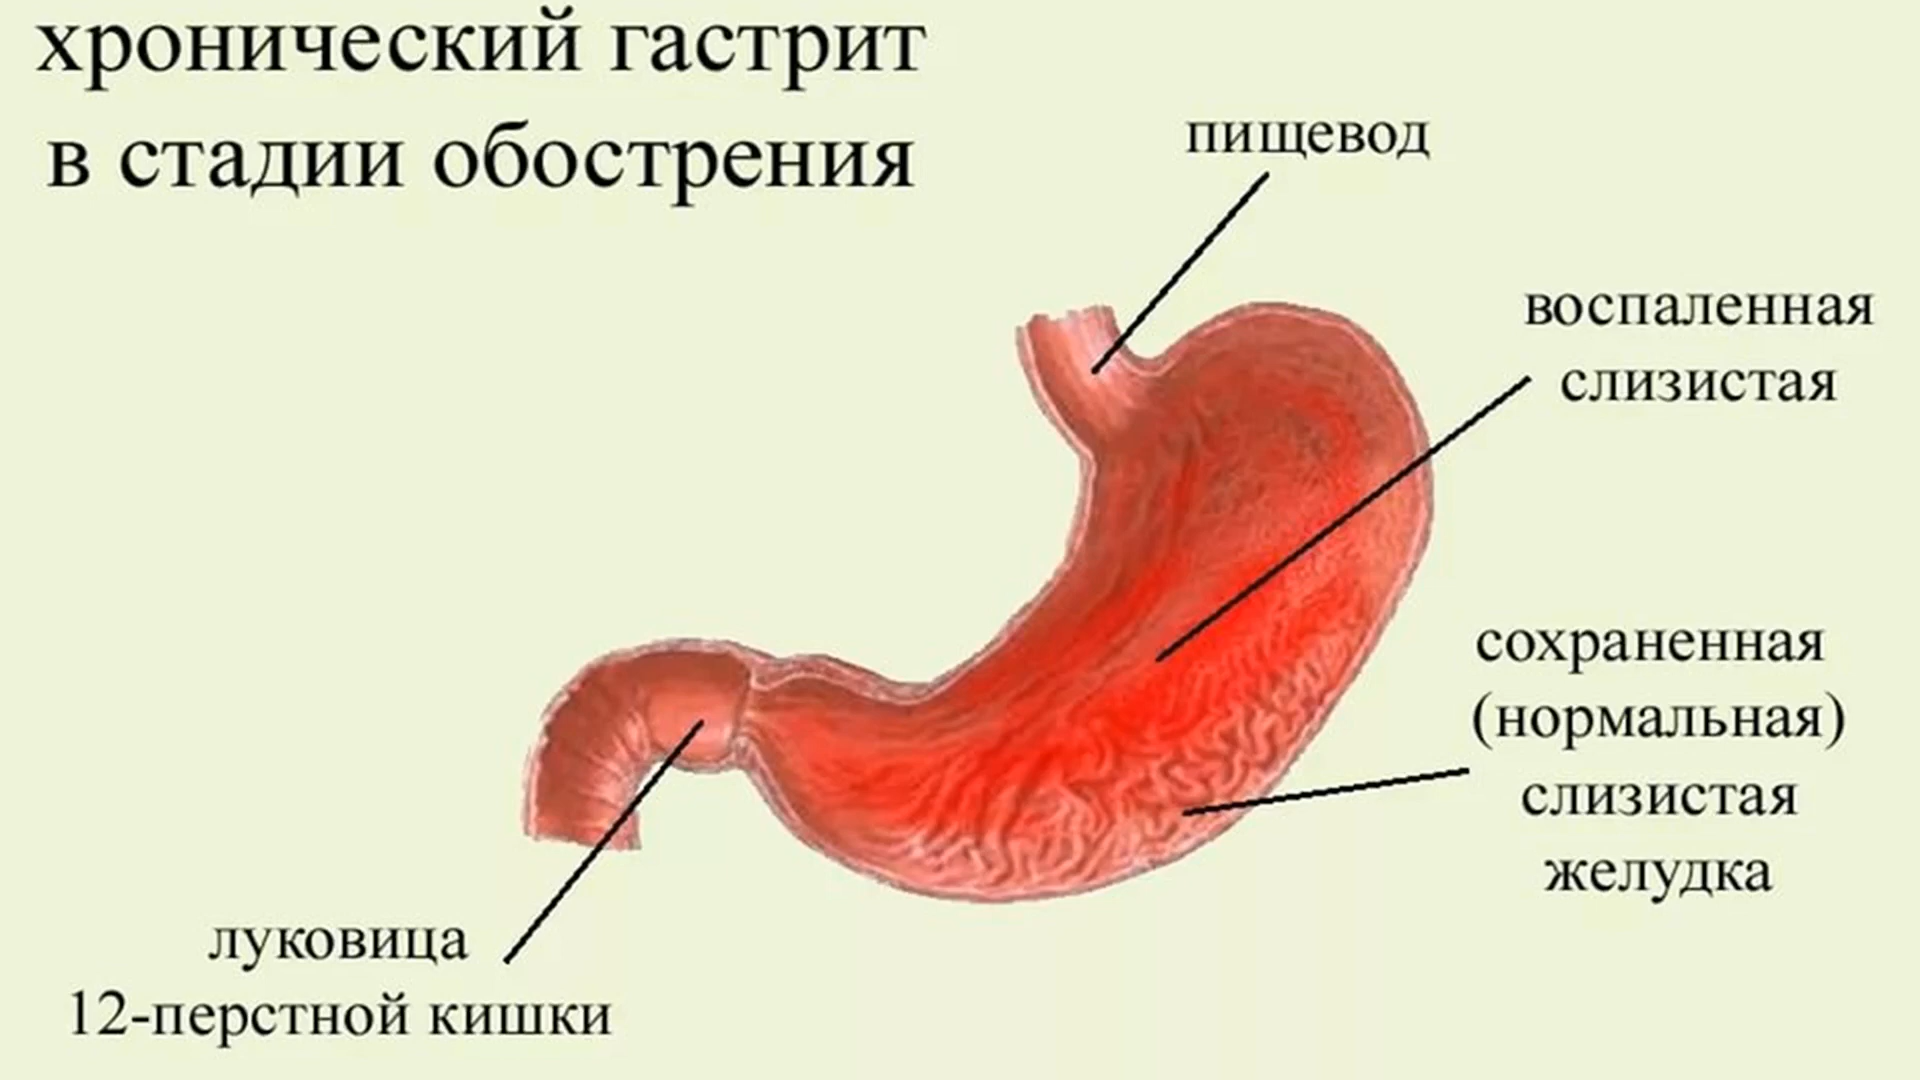 хронический гастрит
в стадии обострения
пищевод
воспаленная
слизистая
сохраненная
(нормальная)
слизистая
желудка
луковица
12-перстной кишки